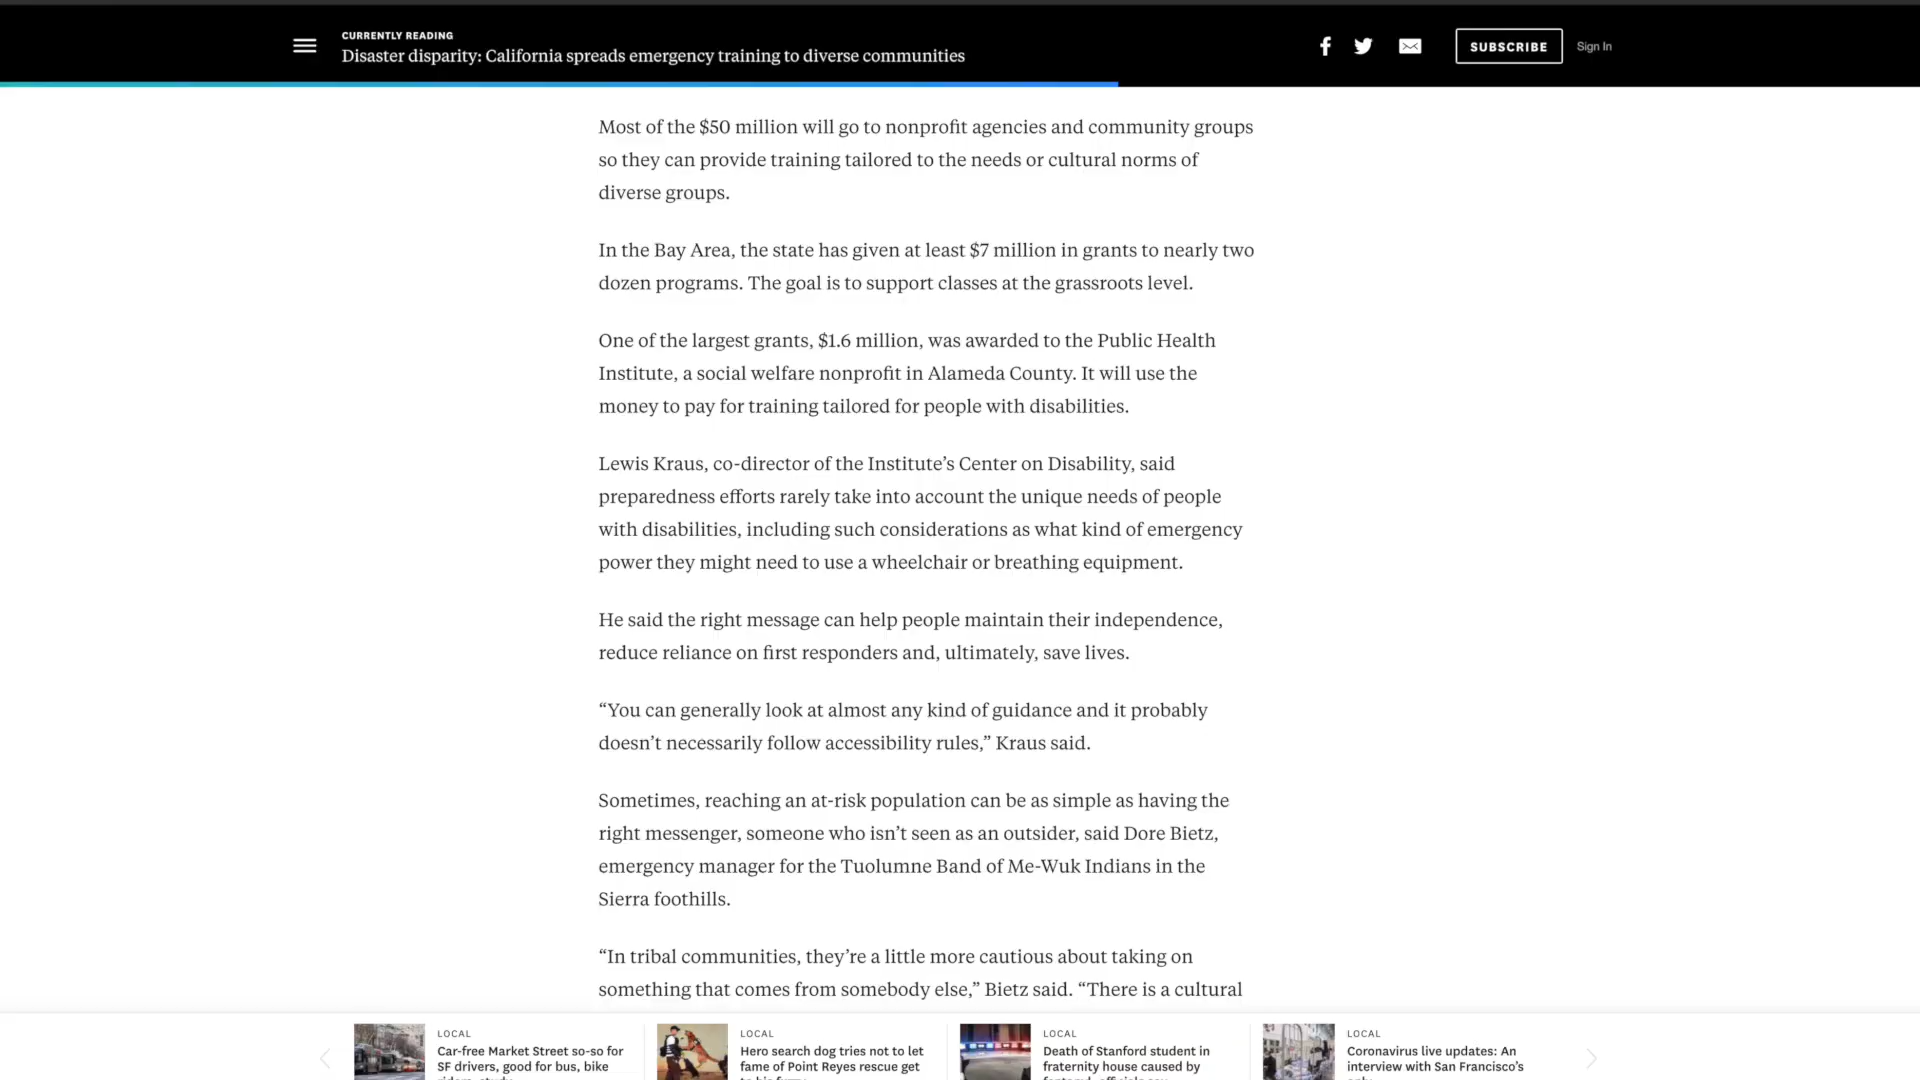 CURRENTLY READING
Disaster disparity: California spreads emergency training to diverse communities
SUBSCRIBE
Sign In
Most of the $50 million will go to nonprofit agencies and community groups
so they can provide training tailored to the needs or cultural norms of
diverse groups.
In the Bay Area, the state has given at least $7 million in grants to nearly two
dozen programs. The goal is to support classes at the grassroots level.
One of the largest grants, $1.6 million, was awarded to the Public Health
Institute, a social welfare nonprofit in Alameda County. It will use the
money to pay for training tailored for people with disabilities.
Lewis Kraus, co-director of the Institute’s Center on Disability, said
preparedness efforts rarely take into account the unique needs of people
with disabilities, including such considerations as what kind of emergency
power they might need to use a wheelchair or breathing equipment.
He said the right message can help people maintain their independence,
reduce reliance on first responders and, ultimately, save lives.
“You can generally look at almost any kind of guidance and it probably
doesn’t necessarily follow accessibility rules,” Kraus said.
Sometimes, reaching an at-risk population can be as simple as having the
right messenger, someone who isn’t seen as an outsider, said Dore Bietz,
emergency manager for the Tuolumne Band of Me-Wuk Indians in the
Sierra foothills.
“In tribal communities, they’re a little more cautious about taking on
something that comes from somebody else,” Bietz said. “There is a cultural
LOCAL
Car-free Market Street so-so for
SF drivers, good for bus, bike
LOCAL
Hero search dog tries not to let
fame of Point Reyes rescue get
LOCAL
Death of Stanford student in
fraternity house caused by
LOCAL
Coronavirus live updates: An
interview with San Francisco’s